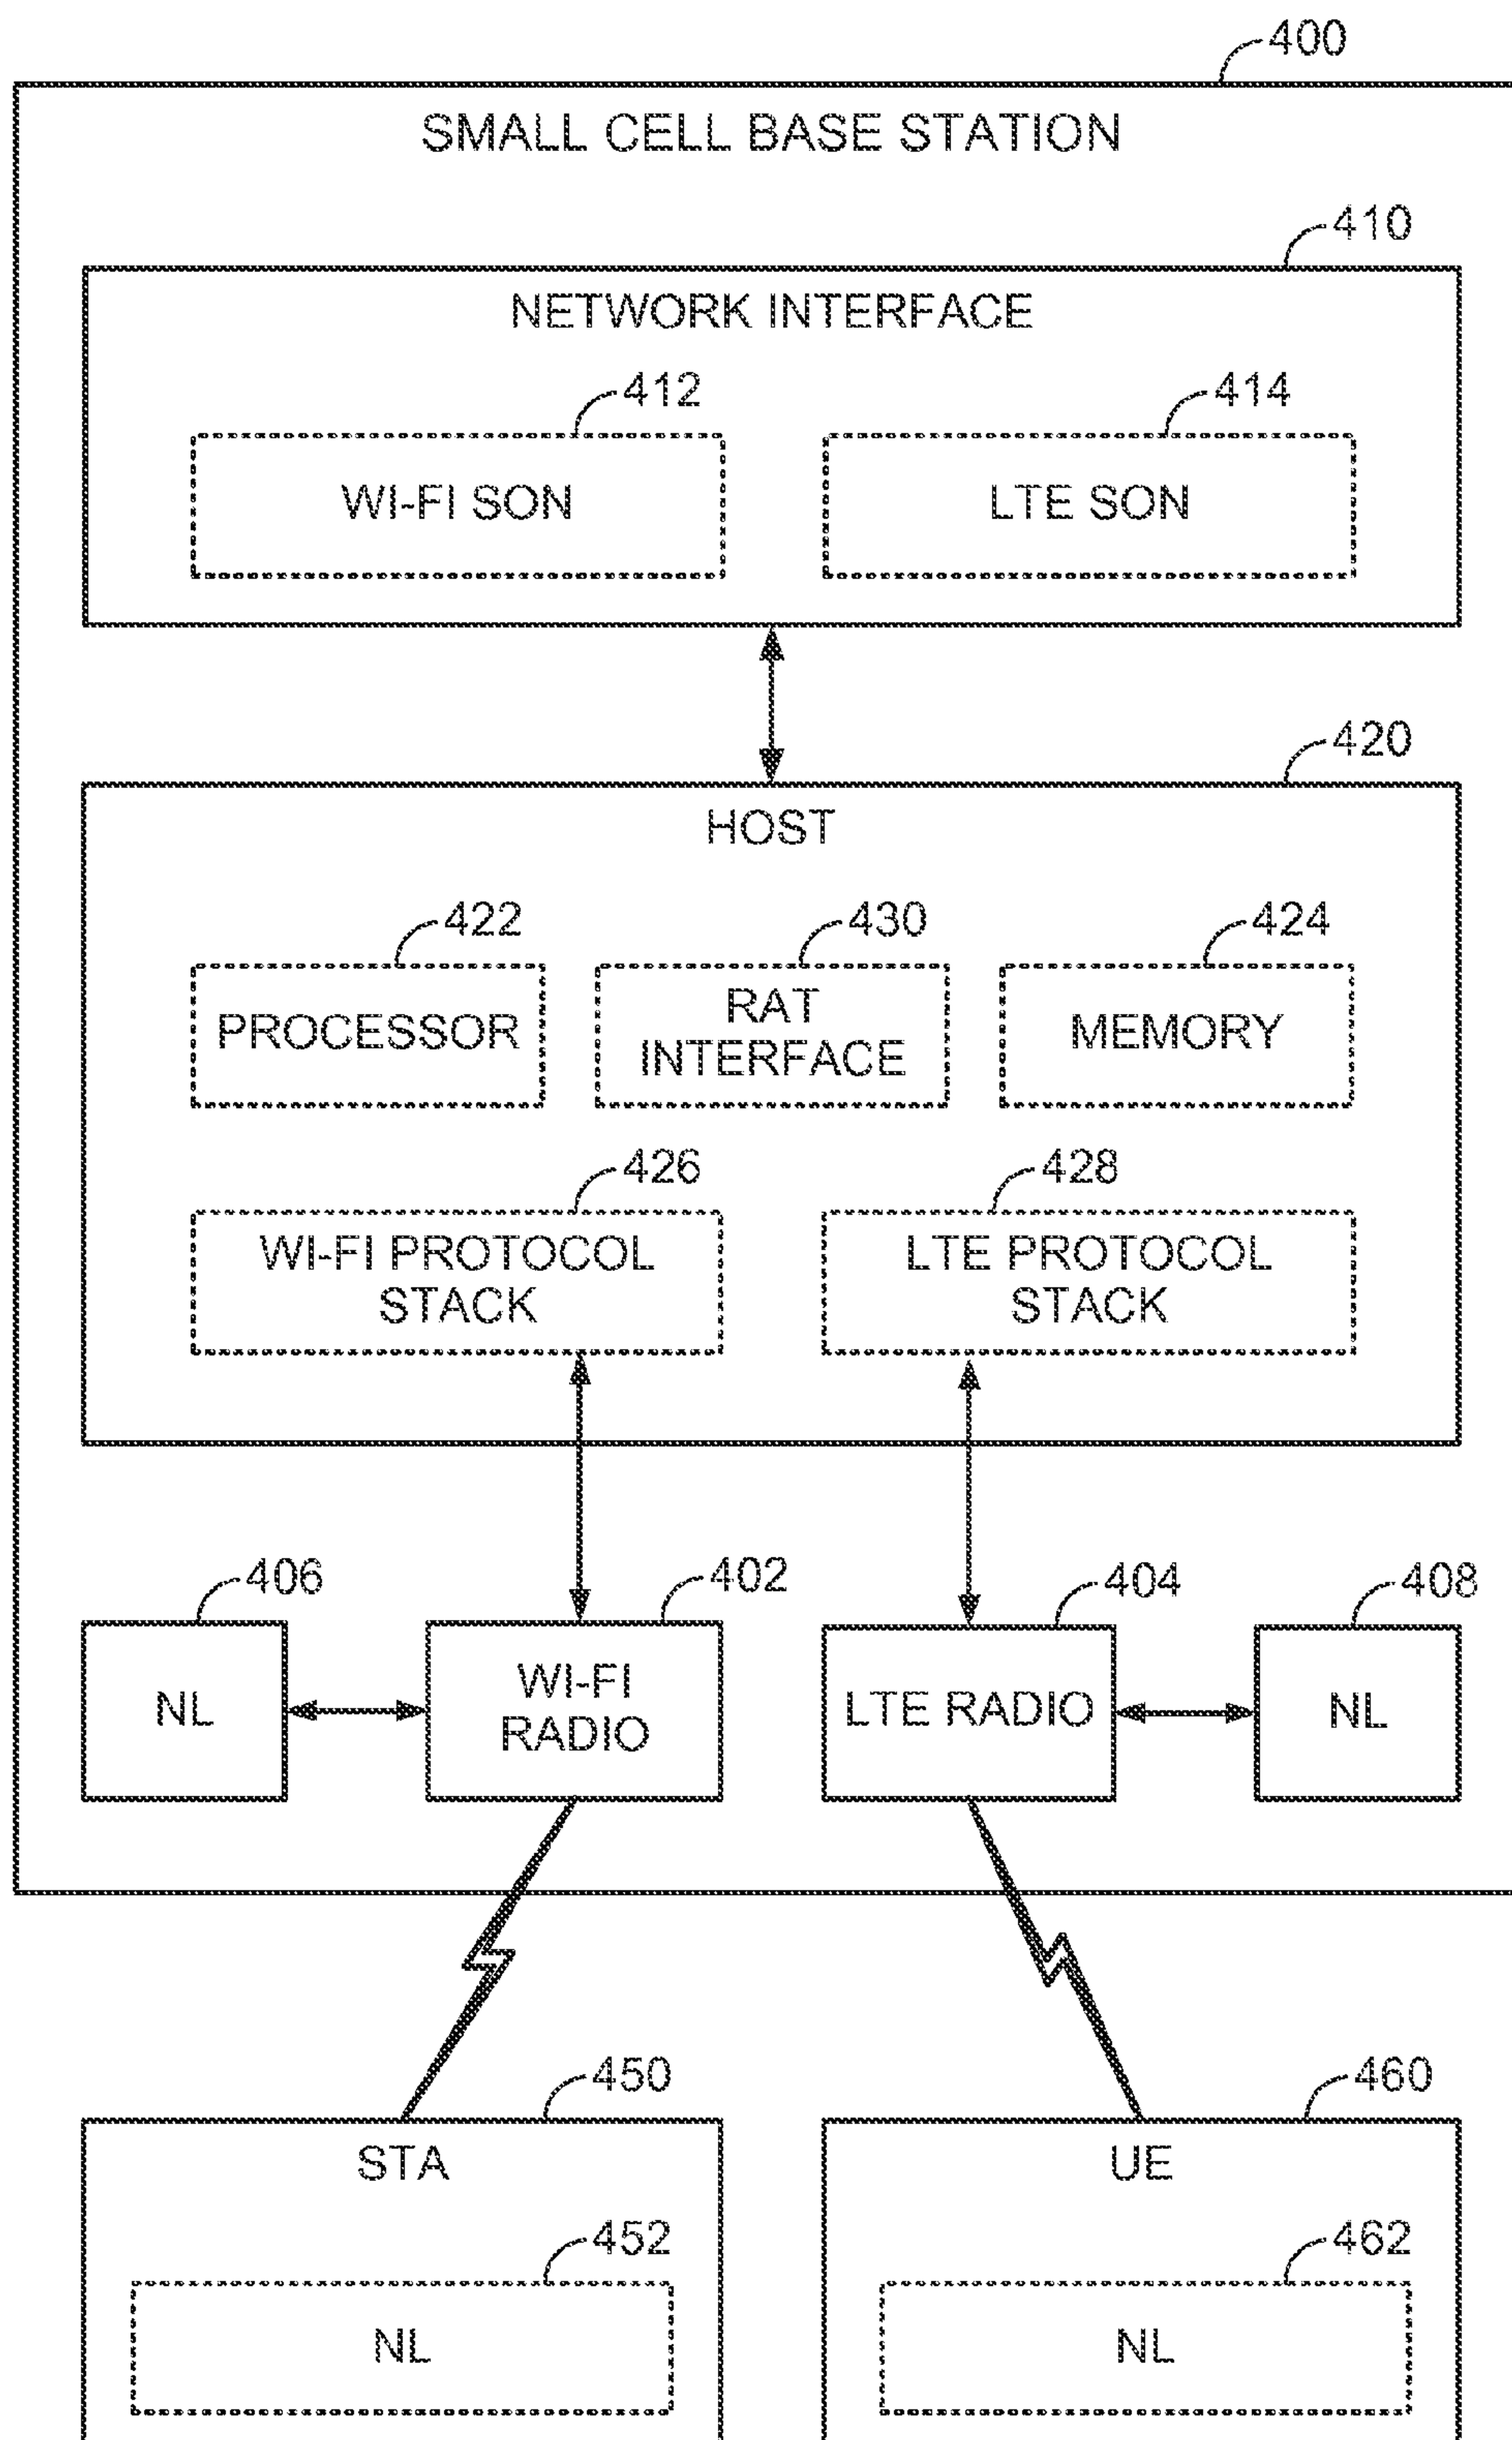 400
SMALL CELL BASE STATION
410
NETWORK INTERFACE
412
414
WI-FI SON
LTE SON
420
HOST
422
430
424
PROCESSOR
RAT
INTERFACE
MEMORY
426
428
WI-FI PROTOCOL
STACK
LTE PROTOCOL
STACK
406
402
404
408
NL
WI-FI
RADIO
LTE RADIO
NL
450
460
STA
UE
452
462
NL
NL